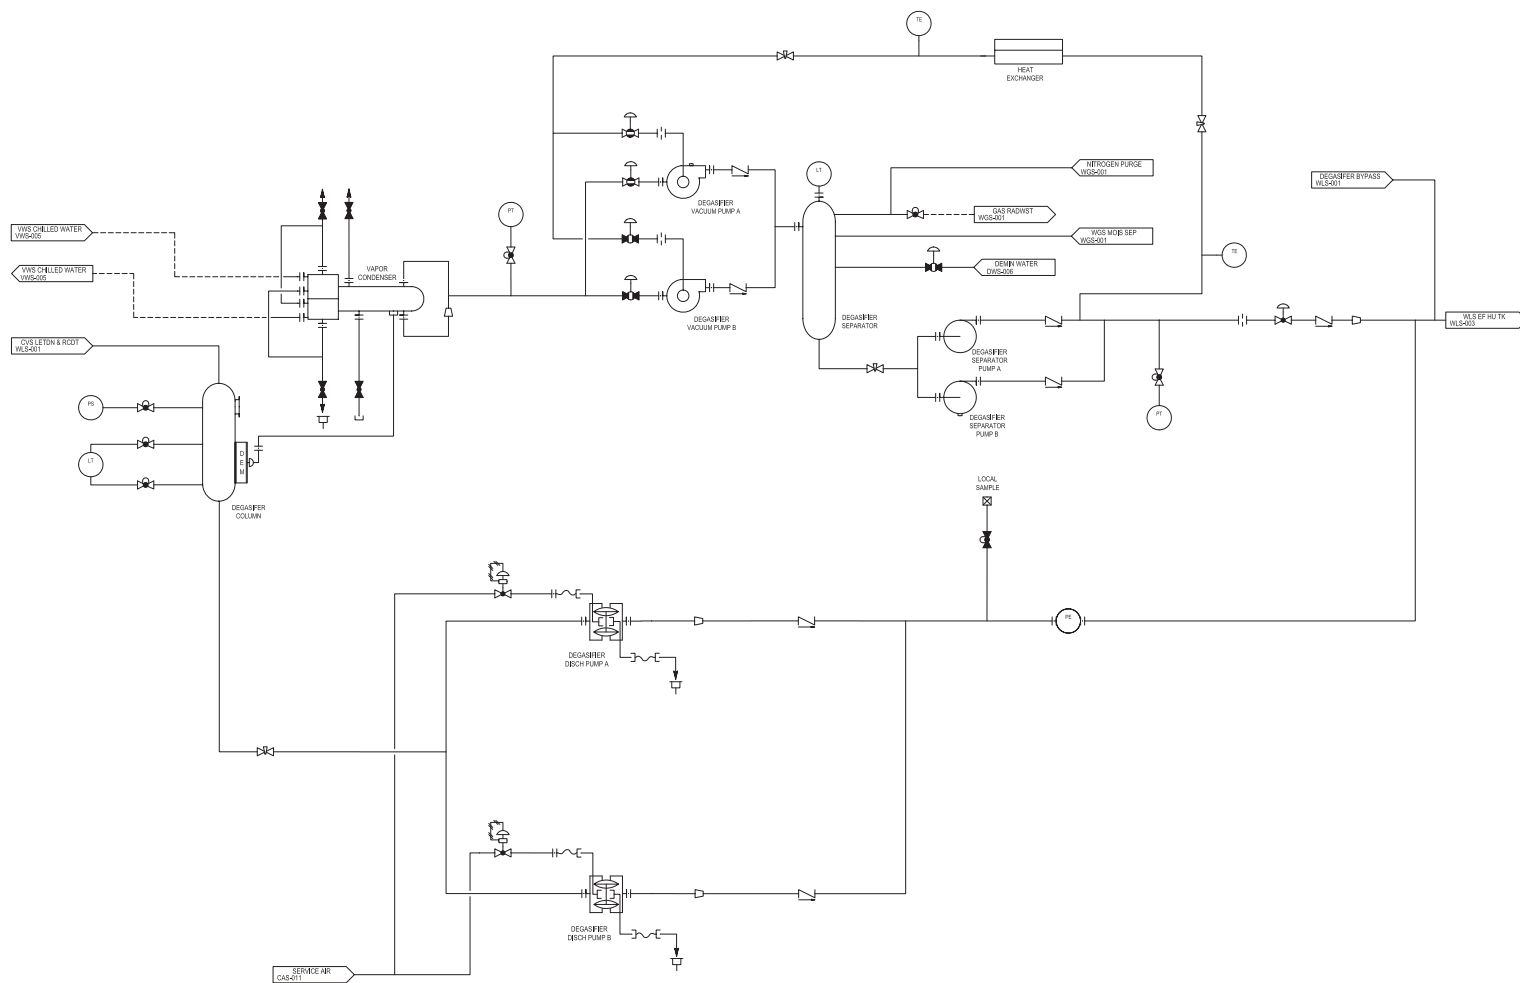 TE
HEAT
EXCHANGER
NITROGEN PURGE
WGS-001
DEGASIFER BYPASS
WLS-001
LT
DEGASIFIER
VACUUM PUMP A
PT
GAS RADWST
WGS-001
VWS CHILLED WATER
VWS-005
WGS MOIS SEP
WGS-001
TE
VWS CHILLED WATER
VWS-005
VAPOR
CONDENSER
DEMIN WATER
DWS-006
DEGASIFIER
VACUUM PUMP B
DEGASIFIER
SEPARATOR
WLS EF HU TK
WLS-003
CVS LETDN & RCDT
WLS-001
DEGASIFIER
SEPARATOR
PUMP A
PS
DEGASIFIER
SEPARATOR
PUMP B
PT
LT
D
E
M
DEGASIFER
COLUMN
LOCAL
SAMPLE
PE
DEGASIFIER
DISCH PUMP A
DEGASIFIER
DISCH PUMP B
SERVICE AIR
CAS-011